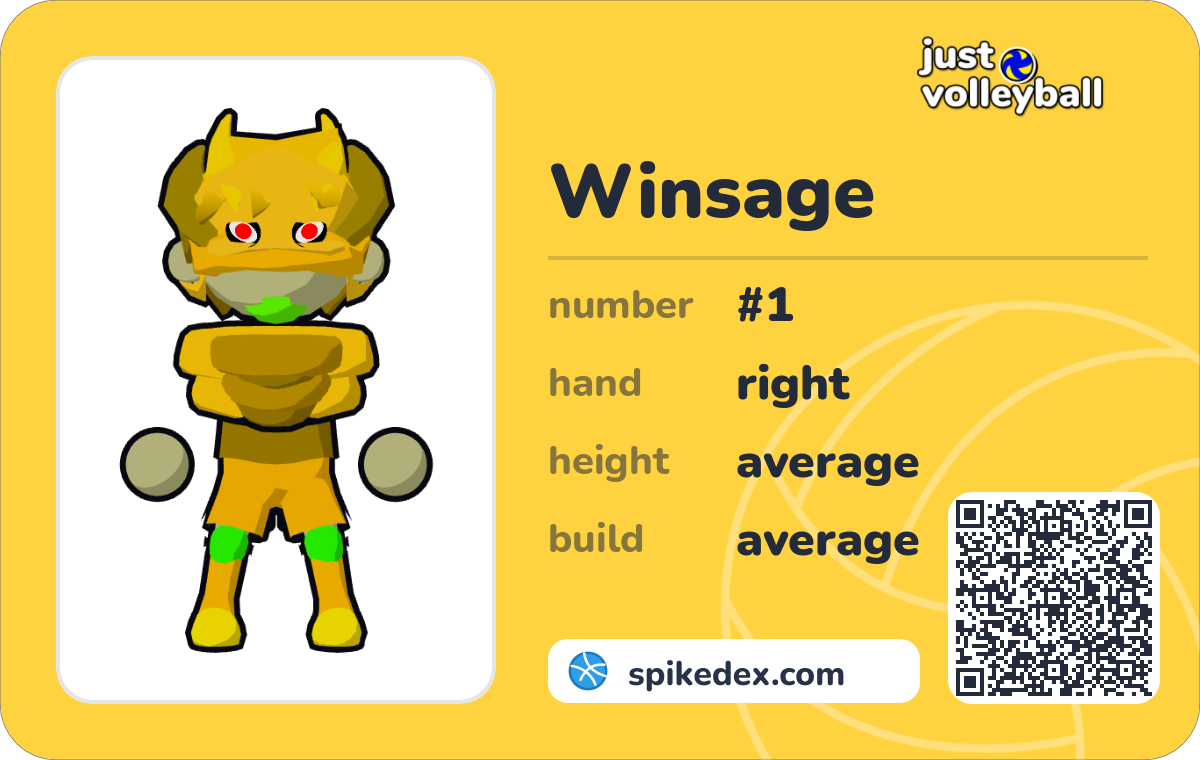 just
volleyball
Winsage
number #1
hand right
height average
build average
spikedex.com